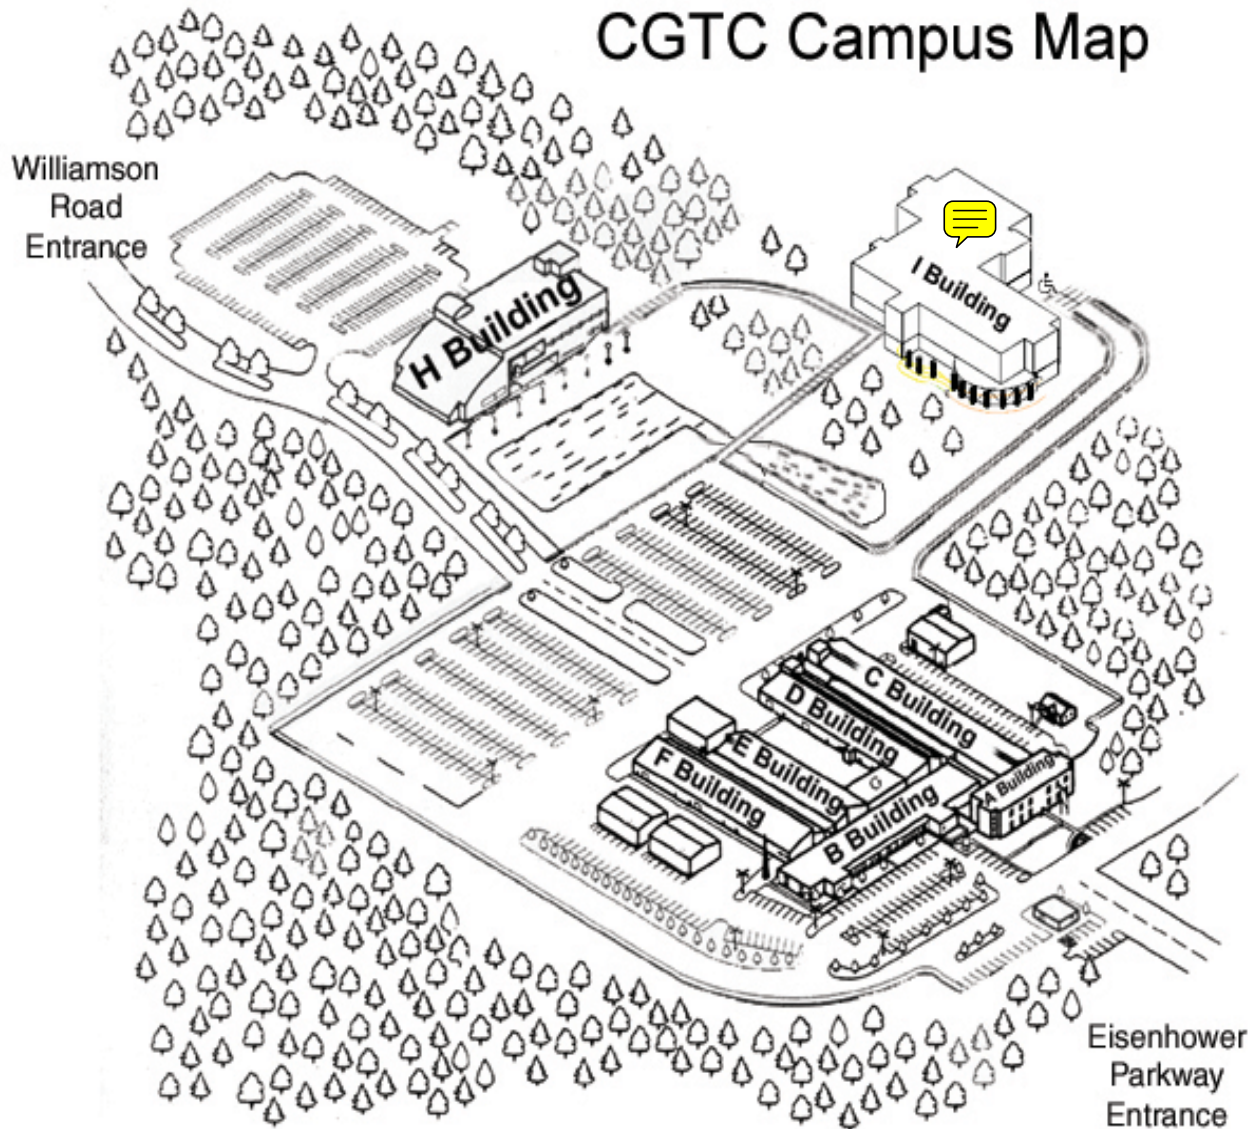 CGTC Campus Map
Williamson
Road
Entrance
I Building
H Building
C Building
D Building
E Building
F Building
A Building
B Building
Eisenhower
Parkway
Entrance